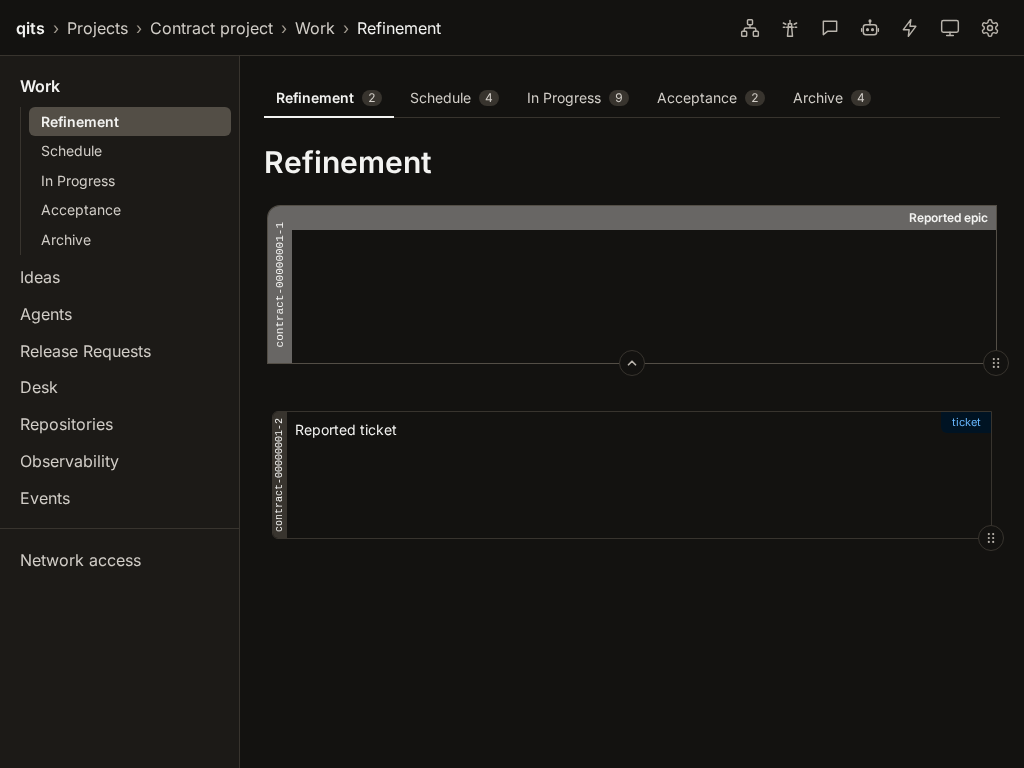 qits › Projects › Contract project › Work › Refinement
Work
Refinement
Schedule
In Progress
Acceptance
Archive
Ideas
Agents
Release Requests
Desk
Repositories
Observability
Events
Network access
Refinement 2 Schedule 4 In Progress 9 Acceptance 2 Archive 4
Refinement
Reported epic
contract-00000001-1
contract-00000001-2
Reported ticket
ticket